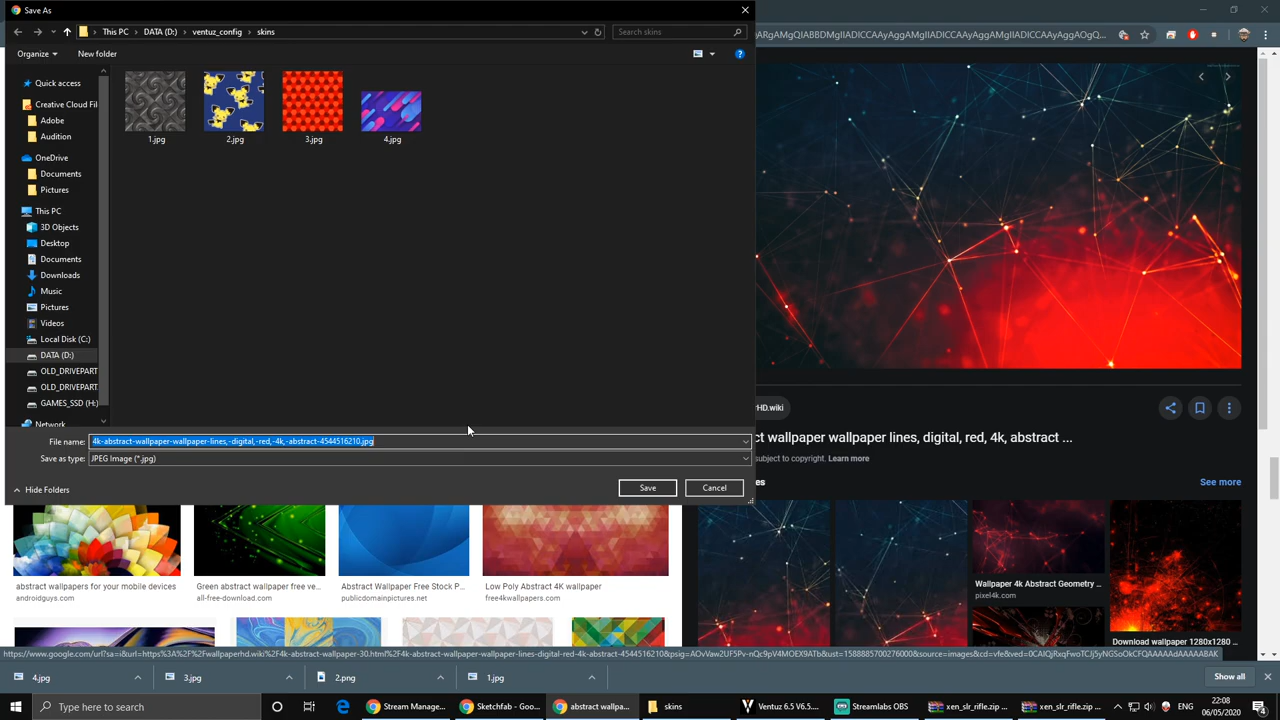 Save As
This PC
DATA (D:)
ventuz_config
skins
Search skins
Organize
New folder
Quick access
Creative Cloud Fil
Adobe
Audition
OneDrive
Documents
Pictures
This PC
3D Objects
Desktop
Documents
Downloads
Music
Pictures
Videos
Local Disk (C:)
DATA (D:)
OLD_DRIVEPART
OLD_DRIVEPART
GAMES_SSD (H:)
Network
1.jpg
2.jpg
3.jpg
4.jpg
File name:
4k-abstract-wallpaper-wallpaper-lines,-digital,-red,-4k,-abstract-4544516210.jpg
Save as type:
JPEG Image (*.jpg)
Hide Folders
Save
Cancel
rHD.wiki
ct wallpaper wallpaper lines, digital, red, 4k, abstract ...
subject to copyright. Learn more
es
See more
abstract wallpapers for your mobile devices
androidguys.com
Green abstract wallpaper free ve...
all-free-download.com
Abstract Wallpaper Free Stock P...
publicdomainpictures.net
Low Poly Abstract 4K wallpaper
free4kwallpapers.com
Wallpaper 4k Abstract Geometry ...
pixel4k.com
Download wallpaper 1280x1280 ...
4.jpg
3.jpg
2.png
1.jpg
Show all
Type here to search
Stream Manage...
Sketchfab - Goo...
abstract wallpa...
skins
Ventuz 6.5 V6.5....
Streamlabs OBS
xen_slr_rifle.zip ...
xen_slr_rifle.zip ...
ENG
22:08
06/05/2020
4